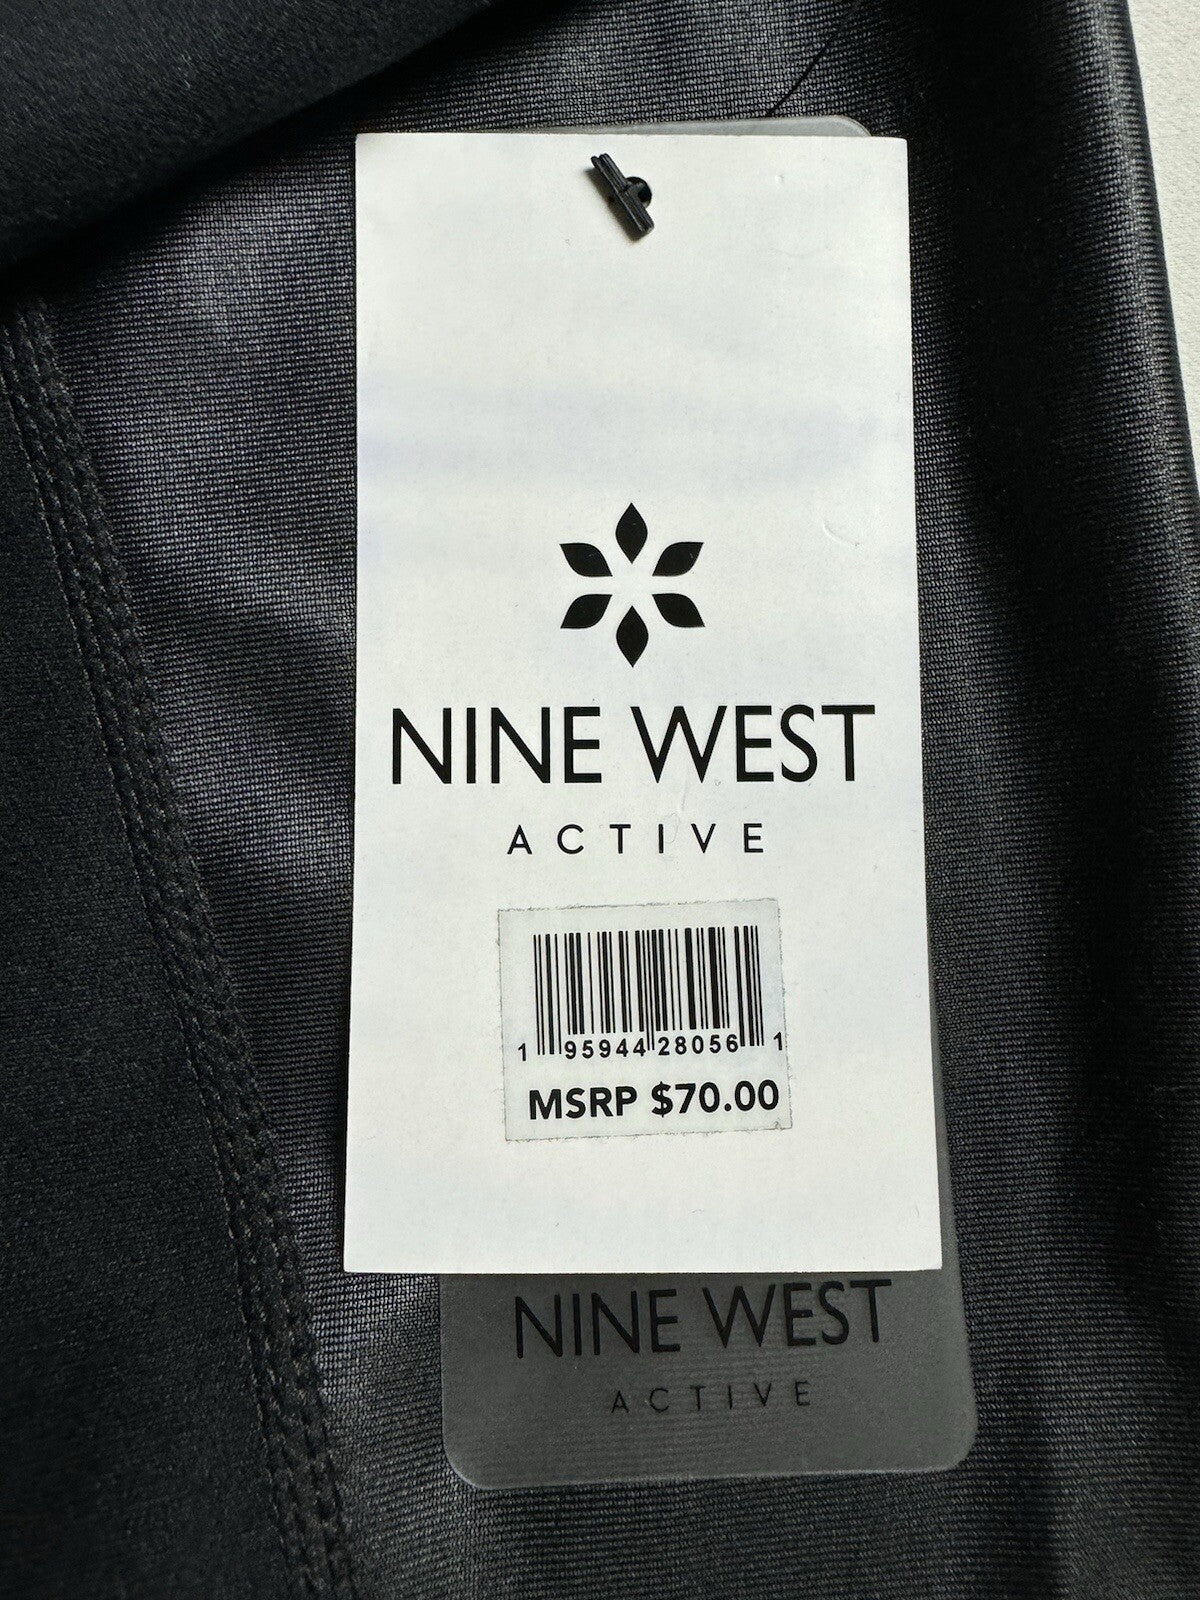 NINE WEST
ACTIVE
1 95944 28056 1
MSRP $70.00
NINE WEST
ACTIVE